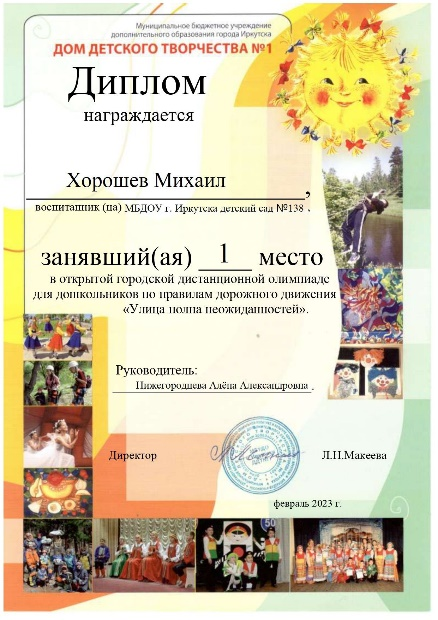 Муниципальное бюджетное учреждение
дополнительного образования города Иркутска
ДОМ ДЕТСКОГО ТВОРЧЕСТВА №1
Диплом
награждается
Хорошев Михаил
,
воспитанник (ца) МБДОУ г. Иркутска детский сад №138 .
занявший(ая) 1 место
в открытой городской дистанционной олимпиаде
для дошкольников по правилам дорожного движения
«Улица полна неожиданностей».
Руководитель:
Нижегородцева Алёна Александровна .
Директор
Л.Н.Макеева
февраль 2023 г.
50